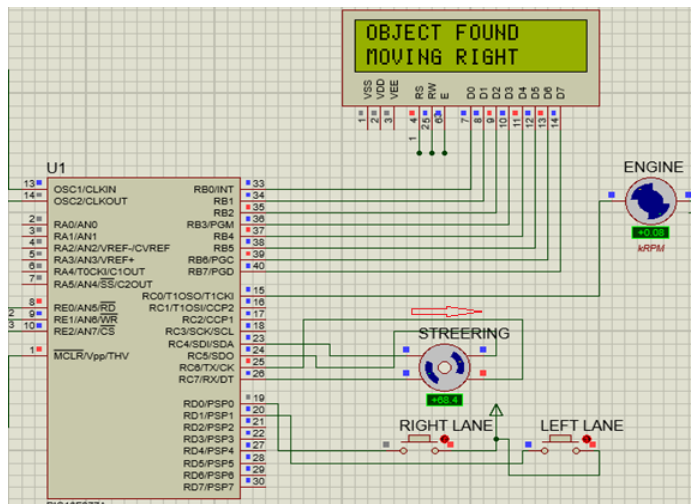 OBJECT FOUND
MOVING RIGHT
VSS
VDD
VEE
RS
RW
E
D0
D1
D2
D3
D4
D5
D6
D7
1
2
3
4
5
6
7
8
9
10
11
12
13
14
1
U1
13 OSC1/CLKIN RB0/INT 33
14 OSC2/CLKOUT RB1 34
RB2 35
2 RA0/AN0 RB3/PGM 36
3 RA1/AN1 RB4 37
4 RA2/AN2/VREF-/CVREF RB5 38
5 RA3/AN3/VREF+ RB6/PGC 39
6 RA4/T0CKI/C1OUT RB7/PGD 40
7 RA5/AN4/SS/C2OUT
RC0/T1OSO/T1CKI 15
8 RE0/AN5/RD RC1/T1OSI/CCP2 16
2 9 RE1/AN6/WR RC2/CCP1 17
3 10 RE2/AN7/CS RC3/SCK/SCL 18
RC4/SDI/SDA 23
1 MCLR/Vpp/THV RC5/SDO 24
RC6/TX/CK 25
RC7/RX/DT 26
RD0/PSP0 19
RD1/PSP1 20
RD2/PSP2 21
RD3/PSP3 22
RD4/PSP4 27
RD5/PSP5 28
RD6/PSP6 29
RD7/PSP7 30
ENGINE
+0.08
kRPM
STREERING
+68.4
RIGHT LANE
LEFT LANE